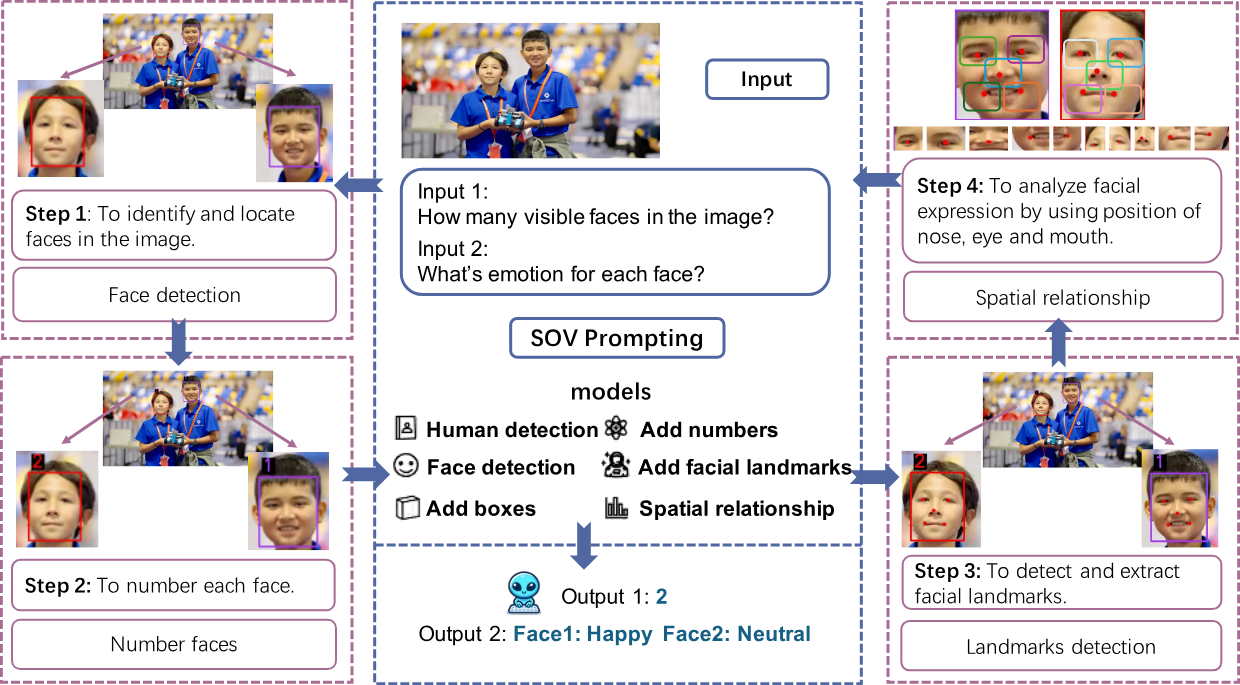 Step 1: To identify and locate
faces in the image.
Face detection
2
1
Step 2: To number each face.
Number faces
Input
Input 1:
How many visible faces in the image?
Input 2:
What’s emotion for each face?
SOV Prompting
models
Human detection
Add numbers
Face detection
Add facial landmarks
Add boxes
Spatial relationship
Output 1: 2
Output 2: Face1: Happy Face2: Neutral
2
1
Step 3: To detect and extract
facial landmarks.
Landmarks detection
Step 4: To analyze facial
expression by using position of
nose, eye and mouth.
Spatial relationship